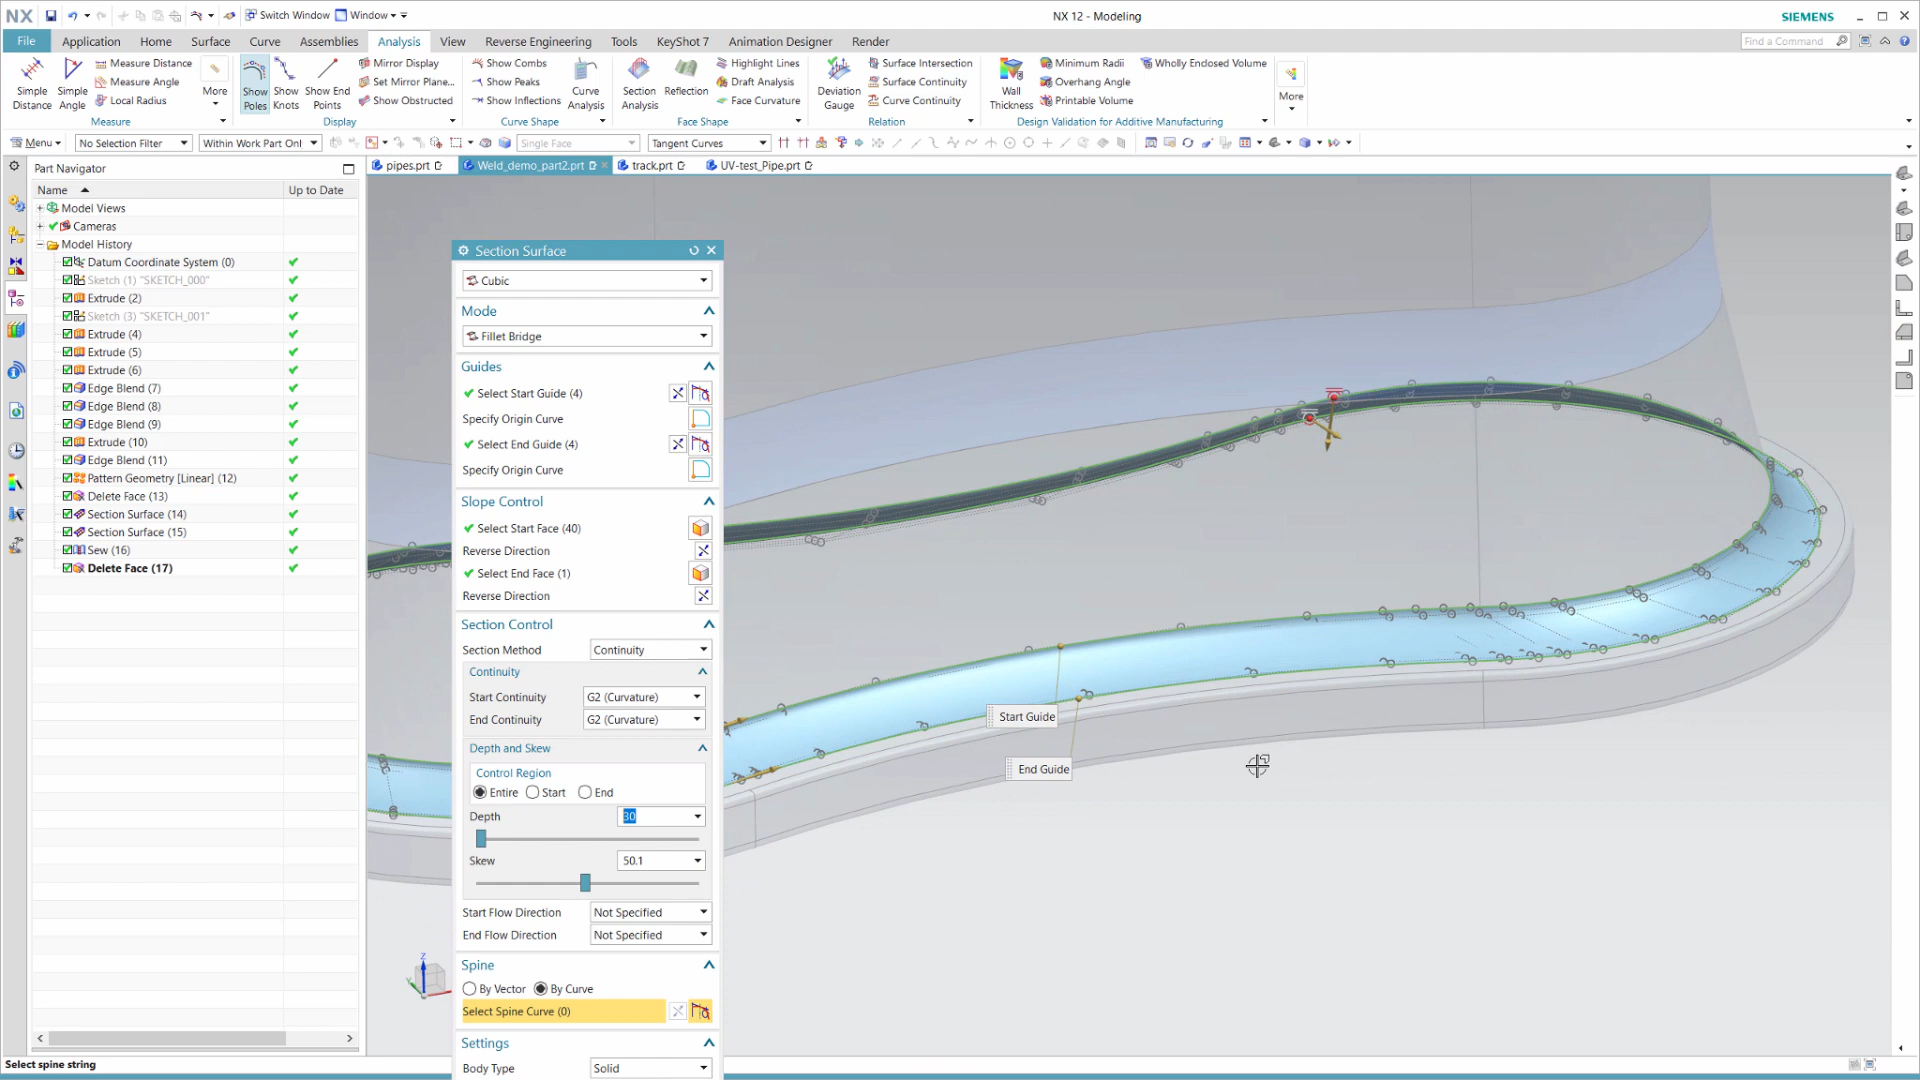 NX
Switch Window
Window
NX 12 - Modeling
SIEMENS
File
Application
Home
Surface
Curve
Assemblies
Analysis
View
Reverse Engineering
Tools
KeyShot 7
Animation Designer
Render
Find a Command
Simple Distance
Simple Angle
Measure Distance
Measure Angle
Local Radius
More
Measure
Show Poles
Show Knots
Show End Points
Mirror Display
Set Mirror Plane...
Show Obstructed
Display
Show Combs
Show Peaks
Show Inflections
Curve Analysis
Curve Shape
Section Analysis
Reflection
Highlight Lines
Draft Analysis
Face Curvature
Face Shape
Deviation Gauge
Surface Intersection
Surface Continuity
Curve Continuity
Relation
Wall Thickness
Minimum Radii
Overhang Angle
Printable Volume
Wholly Enclosed Volume
Design Validation for Additive Manufacturing
More
Menu
No Selection Filter
Within Work Part Onl
Single Face
Tangent Curves
Part Navigator
pipes.prt
Weld_demo_part2.prt
track.prt
UV-test_Pipe.prt
Name
Up to Date
Model Views
Cameras
Model History
Datum Coordinate System (0)
Sketch (1) "SKETCH_000"
Extrude (2)
Sketch (3) "SKETCH_001"
Extrude (4)
Extrude (5)
Extrude (6)
Edge Blend (7)
Edge Blend (8)
Edge Blend (9)
Extrude (10)
Edge Blend (11)
Pattern Geometry [Linear] (12)
Delete Face (13)
Section Surface (14)
Section Surface (15)
Sew (16)
Delete Face (17)
Section Surface
Cubic
Mode
Fillet Bridge
Guides
Select Start Guide (4)
Specify Origin Curve
Select End Guide (4)
Specify Origin Curve
Slope Control
Select Start Face (40)
Reverse Direction
Select End Face (1)
Reverse Direction
Section Control
Section Method
Continuity
Continuity
Start Continuity
G2 (Curvature)
End Continuity
G2 (Curvature)
Depth and Skew
Control Region
Entire
Start
End
Depth
30
Skew
50.1
Start Flow Direction
Not Specified
End Flow Direction
Not Specified
Spine
By Vector
By Curve
Select Spine Curve (0)
Settings
Body Type
Solid
Start Guide
End Guide
Z
Select spine string